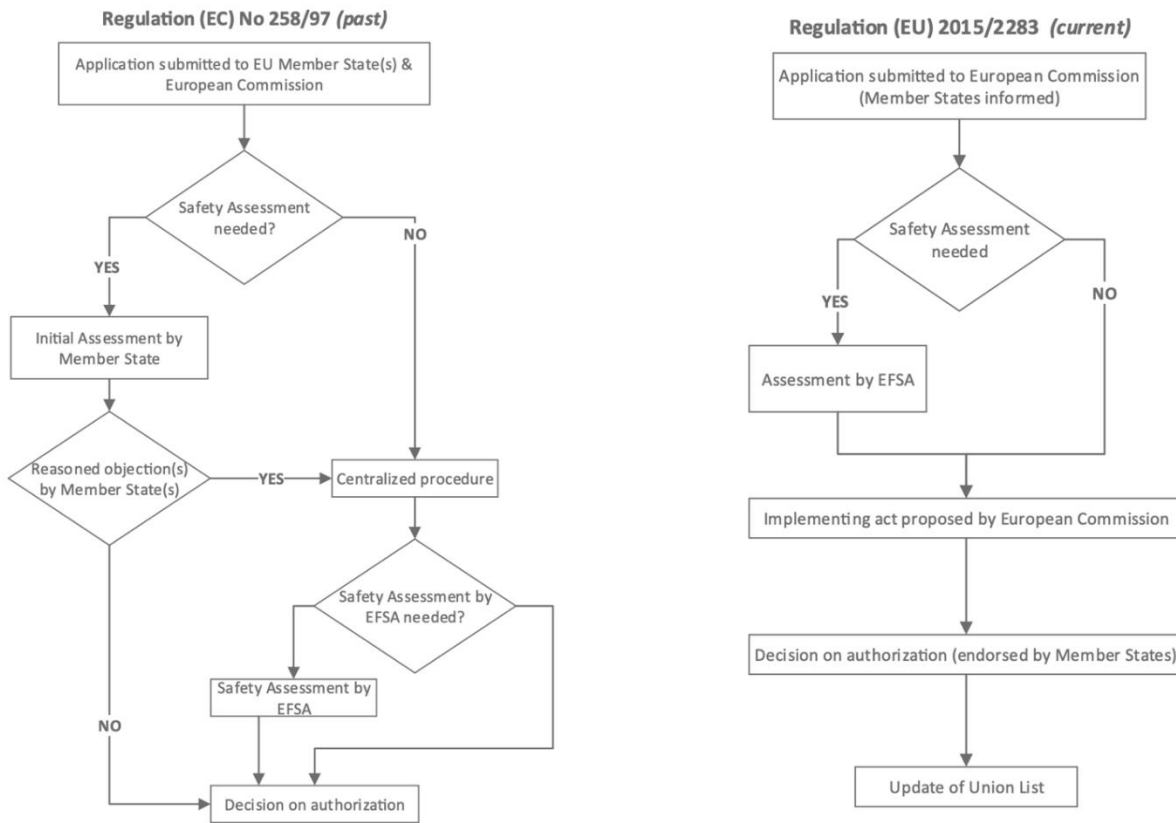 Regulation (EC) No 258/97 (past)
Application submitted to EU Member State(s) &
European Commission
Safety Assessment
needed?
NO
YES
Initial Assessment by
Member State
Reasoned objection(s)
by Member State(s)
YES
Centralized procedure
Safety Assessment by
EFSA needed?
Safety Assessment by
EFSA
NO
Decision on authorization
Regulation (EU) 2015/2283 (current)
Application submitted to European Commission
(Member States informed)
Safety Assessment
needed
YES
NO
Assessment by EFSA
Implementing act proposed by European Commission
Decision on authorization (endorsed by Member States)
Update of Union List